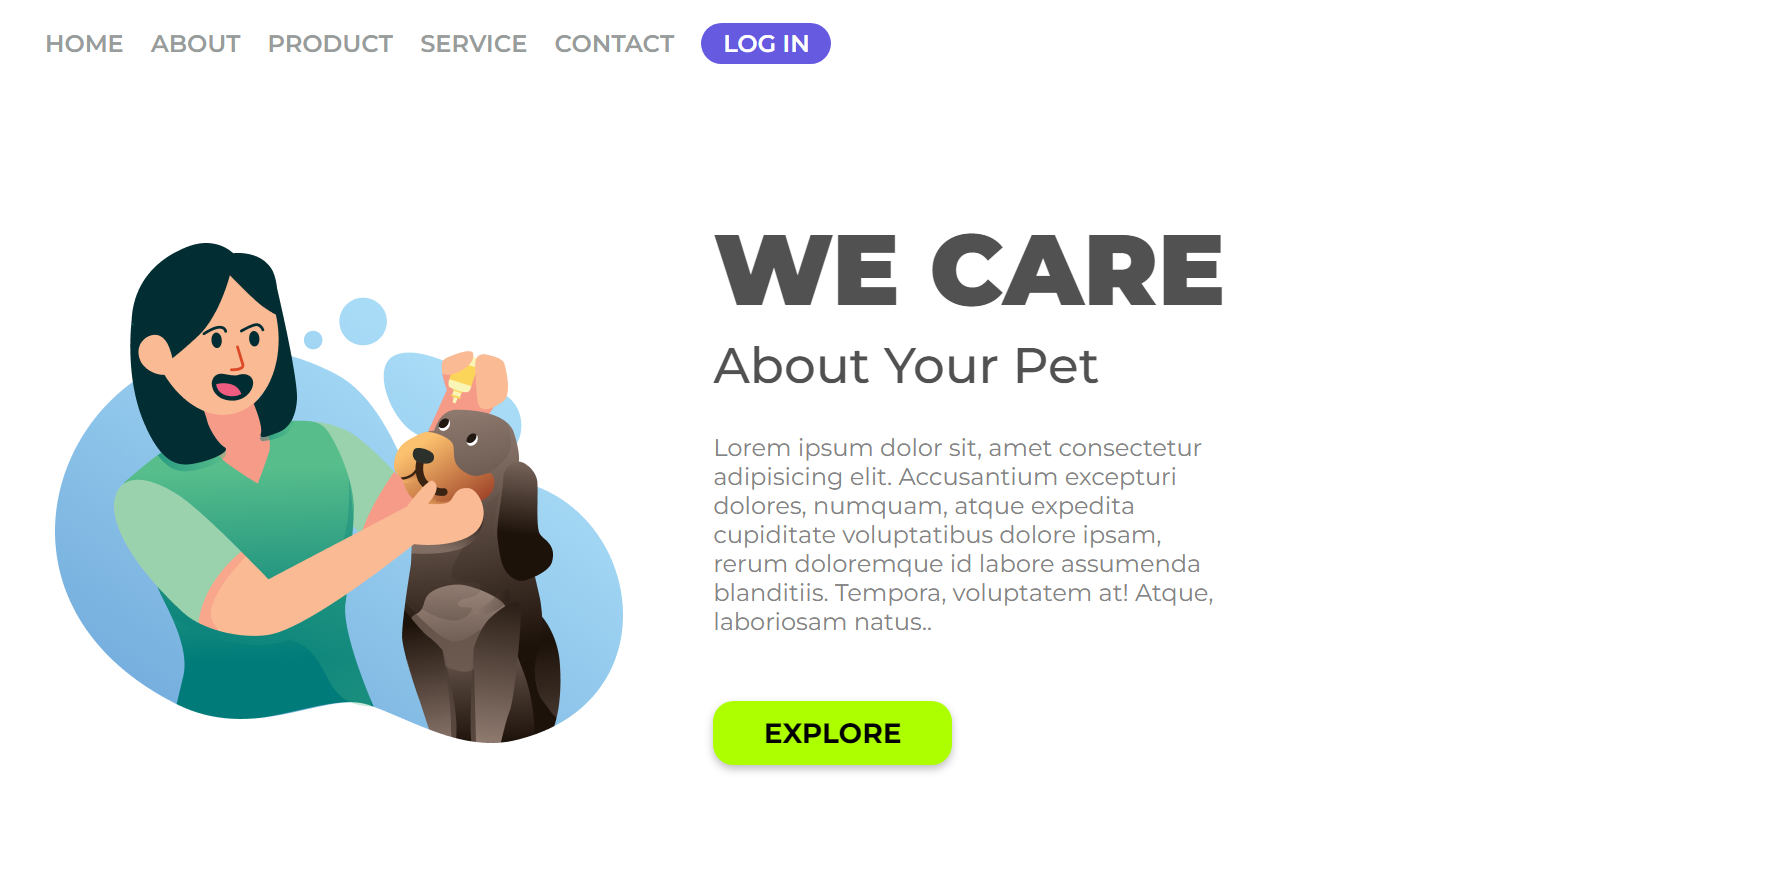 HOME ABOUT PRODUCT SERVICE CONTACT LOG IN
WE CARE
About Your Pet
Lorem ipsum dolor sit, amet consectetur
adipisicing elit. Accusantium excepturi
dolores, numquam, atque expedita
cupiditate voluptatibus dolore ipsam,
rerum doloremque id labore assumenda
blanditiis. Tempora, voluptatem at! Atque,
laboriosam natus..
EXPLORE